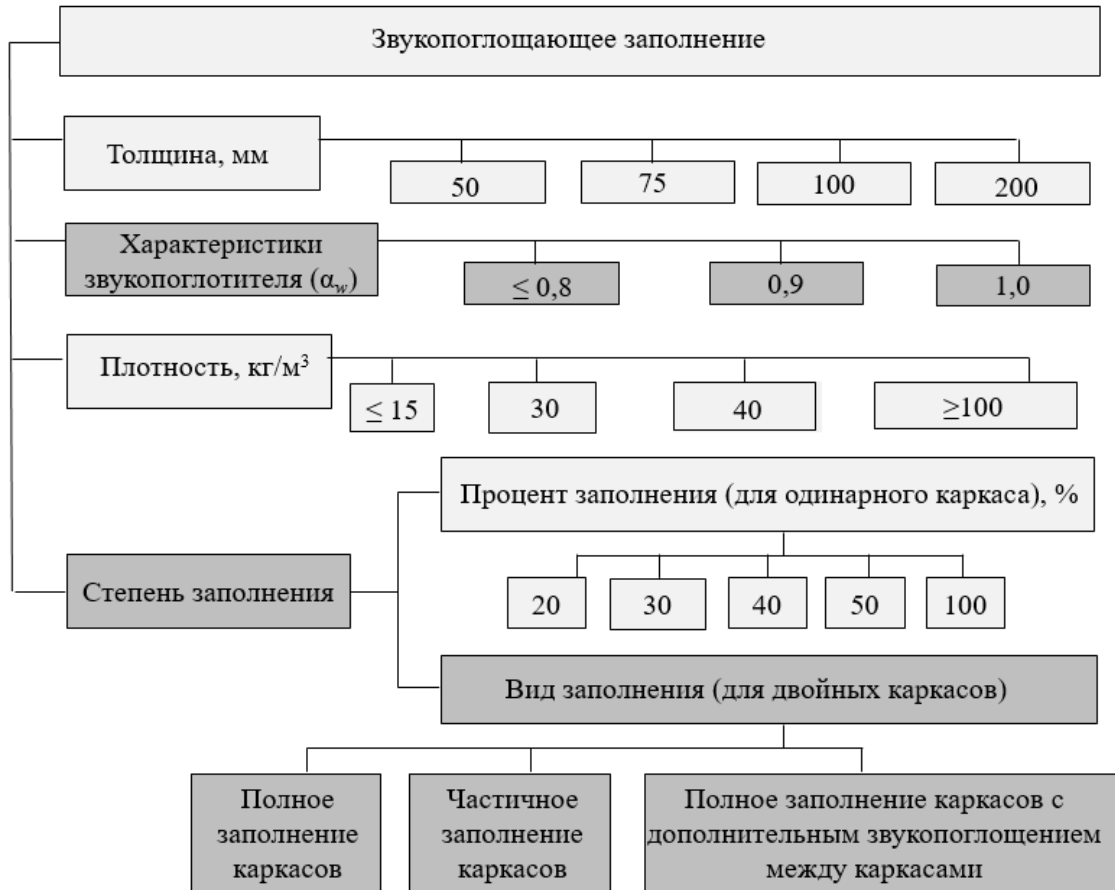 Звукопоглощающее заполнение
Толщина, мм
50
75
100
200
Характеристики
звукопоглотителя (αw)
≤ 0,8
0,9
1,0
Плотность, кг/м³
≤ 15
30
40
≥100
Процент заполнения (для одинарного каркаса), %
Степень заполнения
20
30
40
50
100
Вид заполнения (для двойных каркасов)
Полное
заполнение
каркасов
Частичное
заполнение
каркасов
Полное заполнение каркасов с
дополнительным звукопоглощением
между каркасами